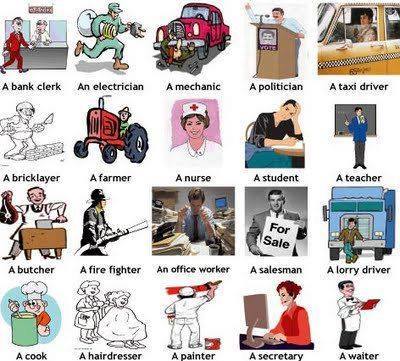 A bank clerk
An electrician
A mechanic
VOTE
A politician
A taxi driver
A bricklayer
A farmer
A nurse
A student
A teacher
A butcher
A fire fighter
An office worker
For
Sale
A salesman
A lorry driver
A cook
A hairdresser
A painter
A secretary
A waiter